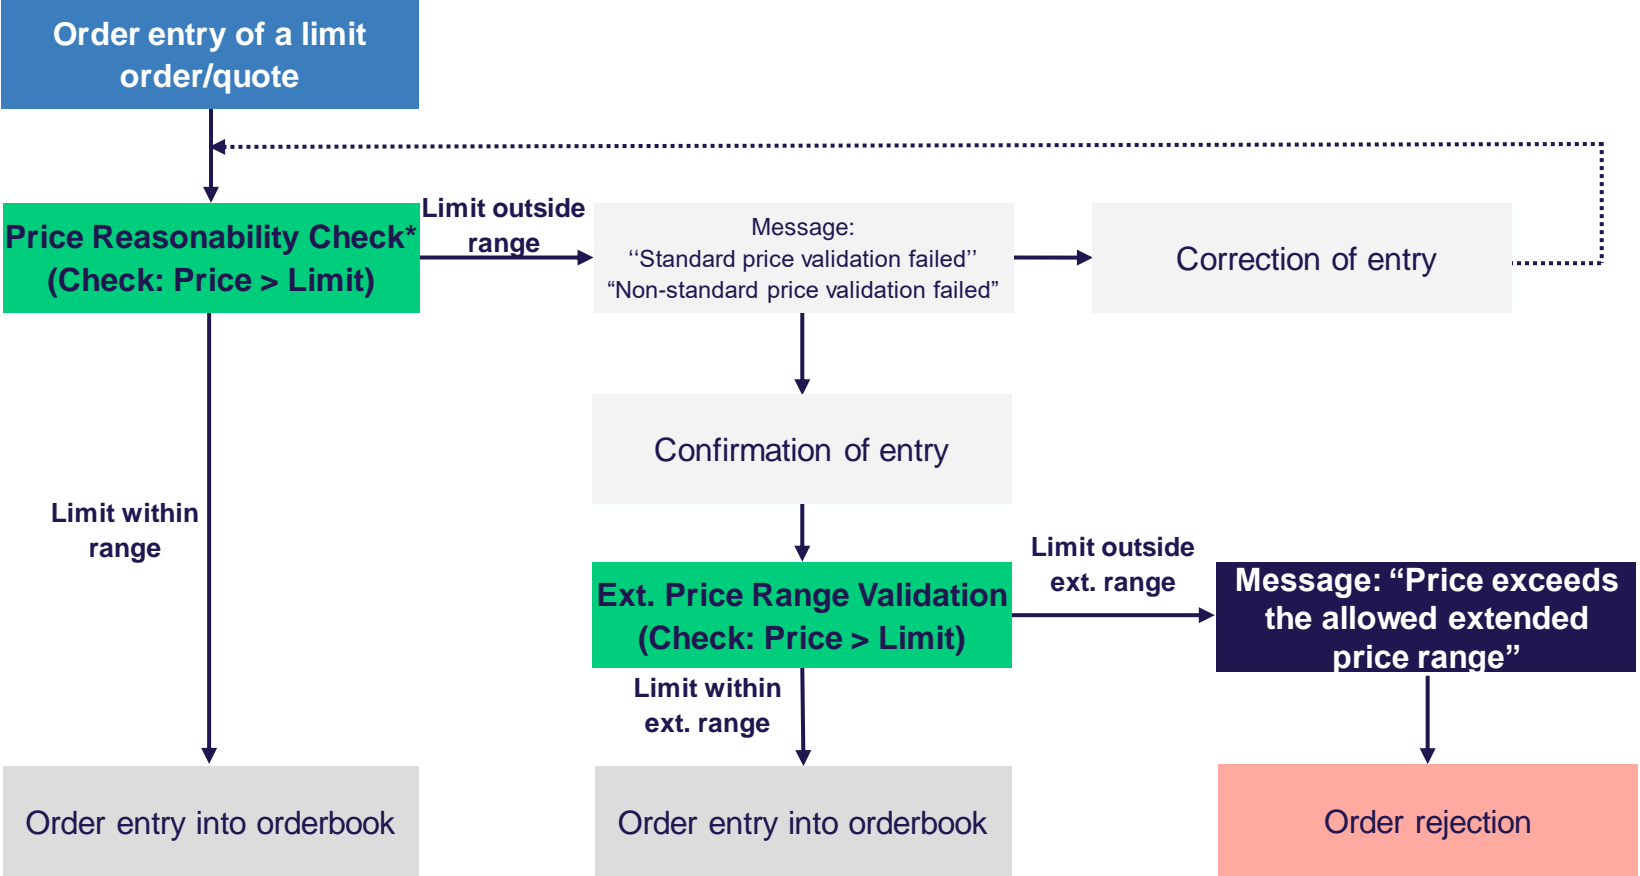 Order entry of a limit
order/quote
Price Reasonability Check*
(Check: Price > Limit)
Limit outside
range
Message:
‘‘Standard price validation failed’’
“Non-standard price validation failed”
Correction of entry
Confirmation of entry
Limit within
range
Ext. Price Range Validation
(Check: Price > Limit)
Limit outside
ext. range
Message: “Price exceeds
the allowed extended
price range”
Limit within
ext. range
Order entry into orderbook
Order entry into orderbook
Order rejection